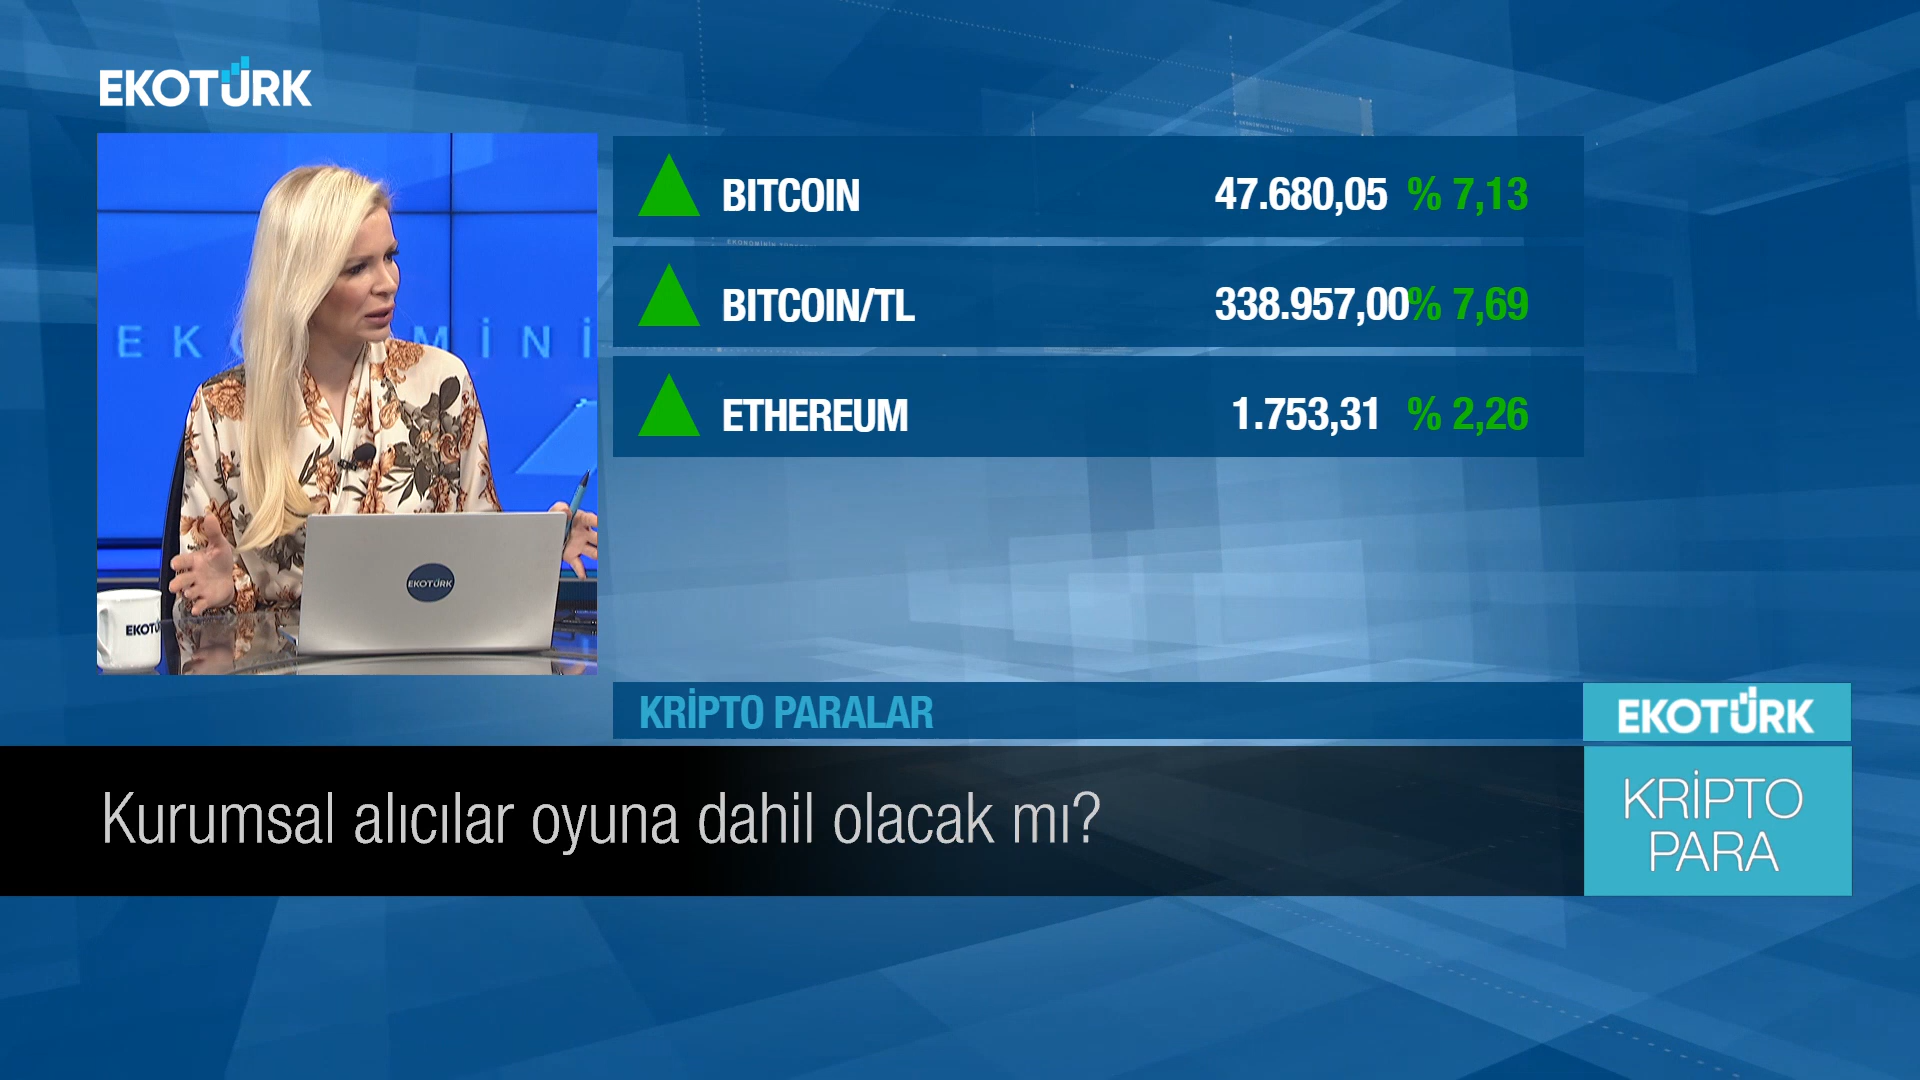 EKOTÜRK
BITCOIN 47.680,05 % 7,13
BITCOIN/TL 338.957,00 % 7,69
ETHEREUM 1.753,31 % 2,26
EKOTÜRK
KRİPTO PARALAR
EKOTÜRK
Kurumsal alıcılar oyuna dahil olacak mı?
KRİPTO
PARA